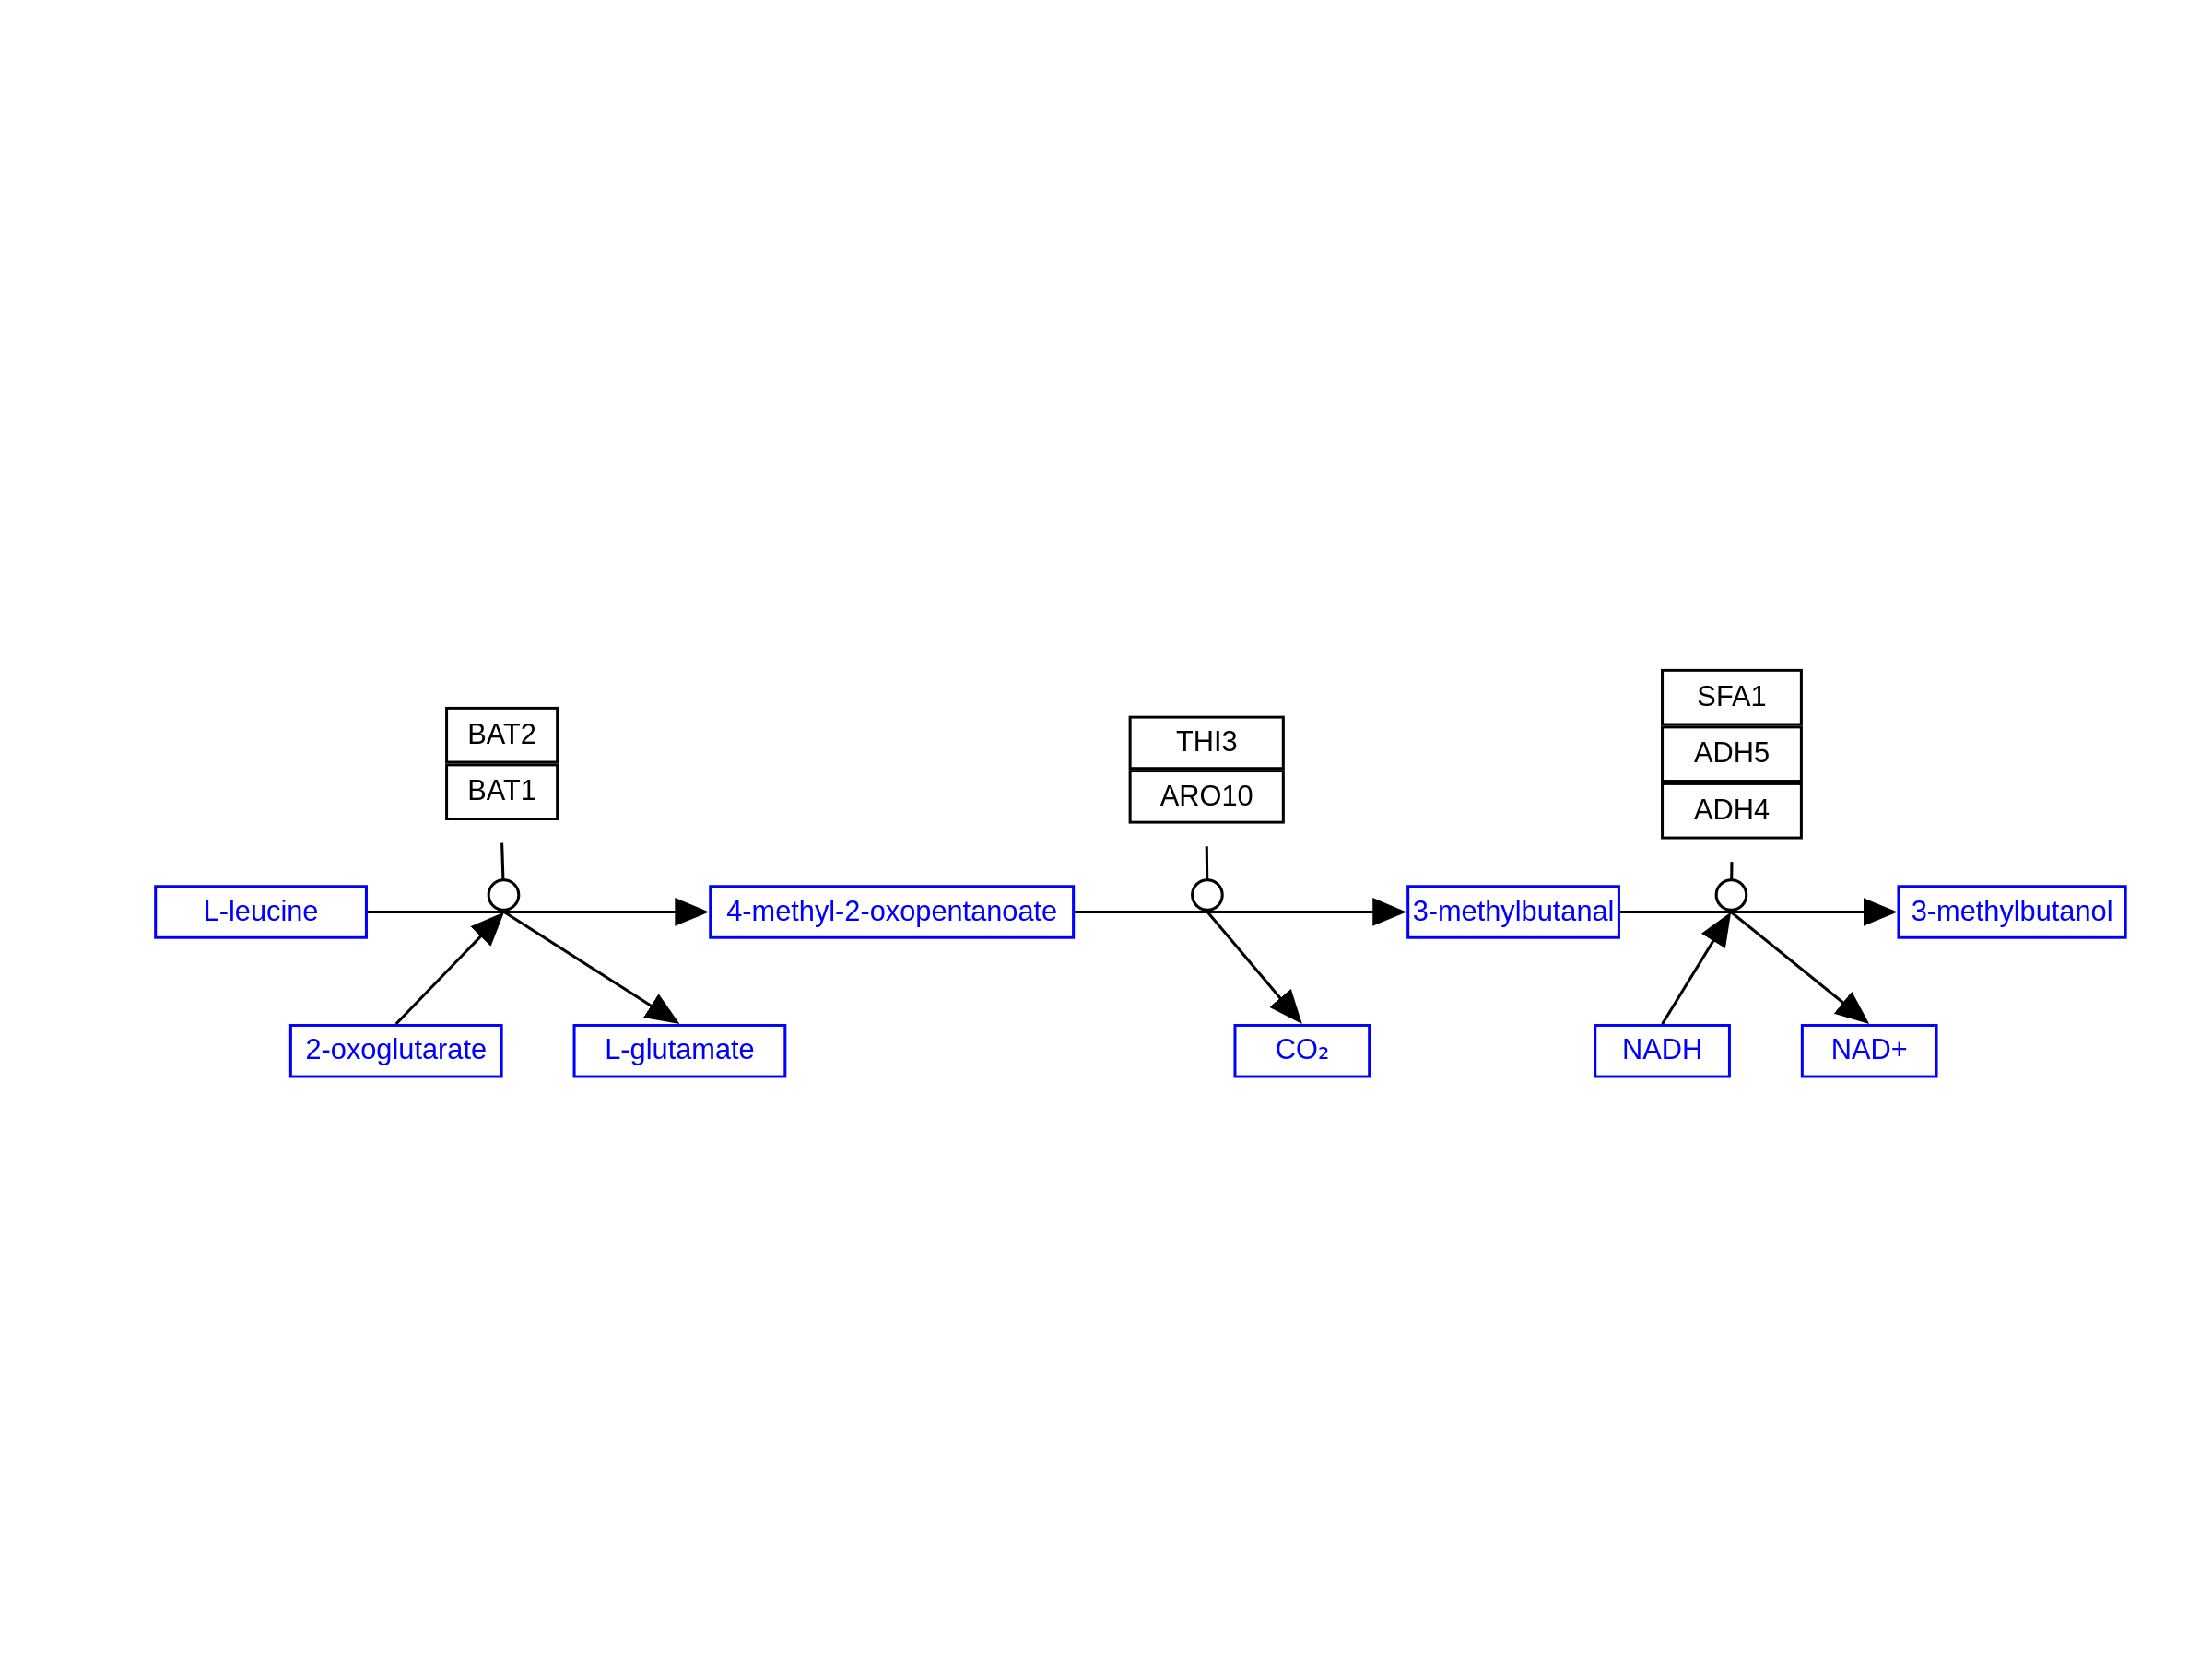 SFA1
BAT2
THI3
ADH5
BAT1
ARO10
ADH4
L-leucine
4-methyl-2-oxopentanoate
3-methylbutanal
3-methylbutanol
2-oxoglutarate
L-glutamate
CO₂
NADH
NAD+